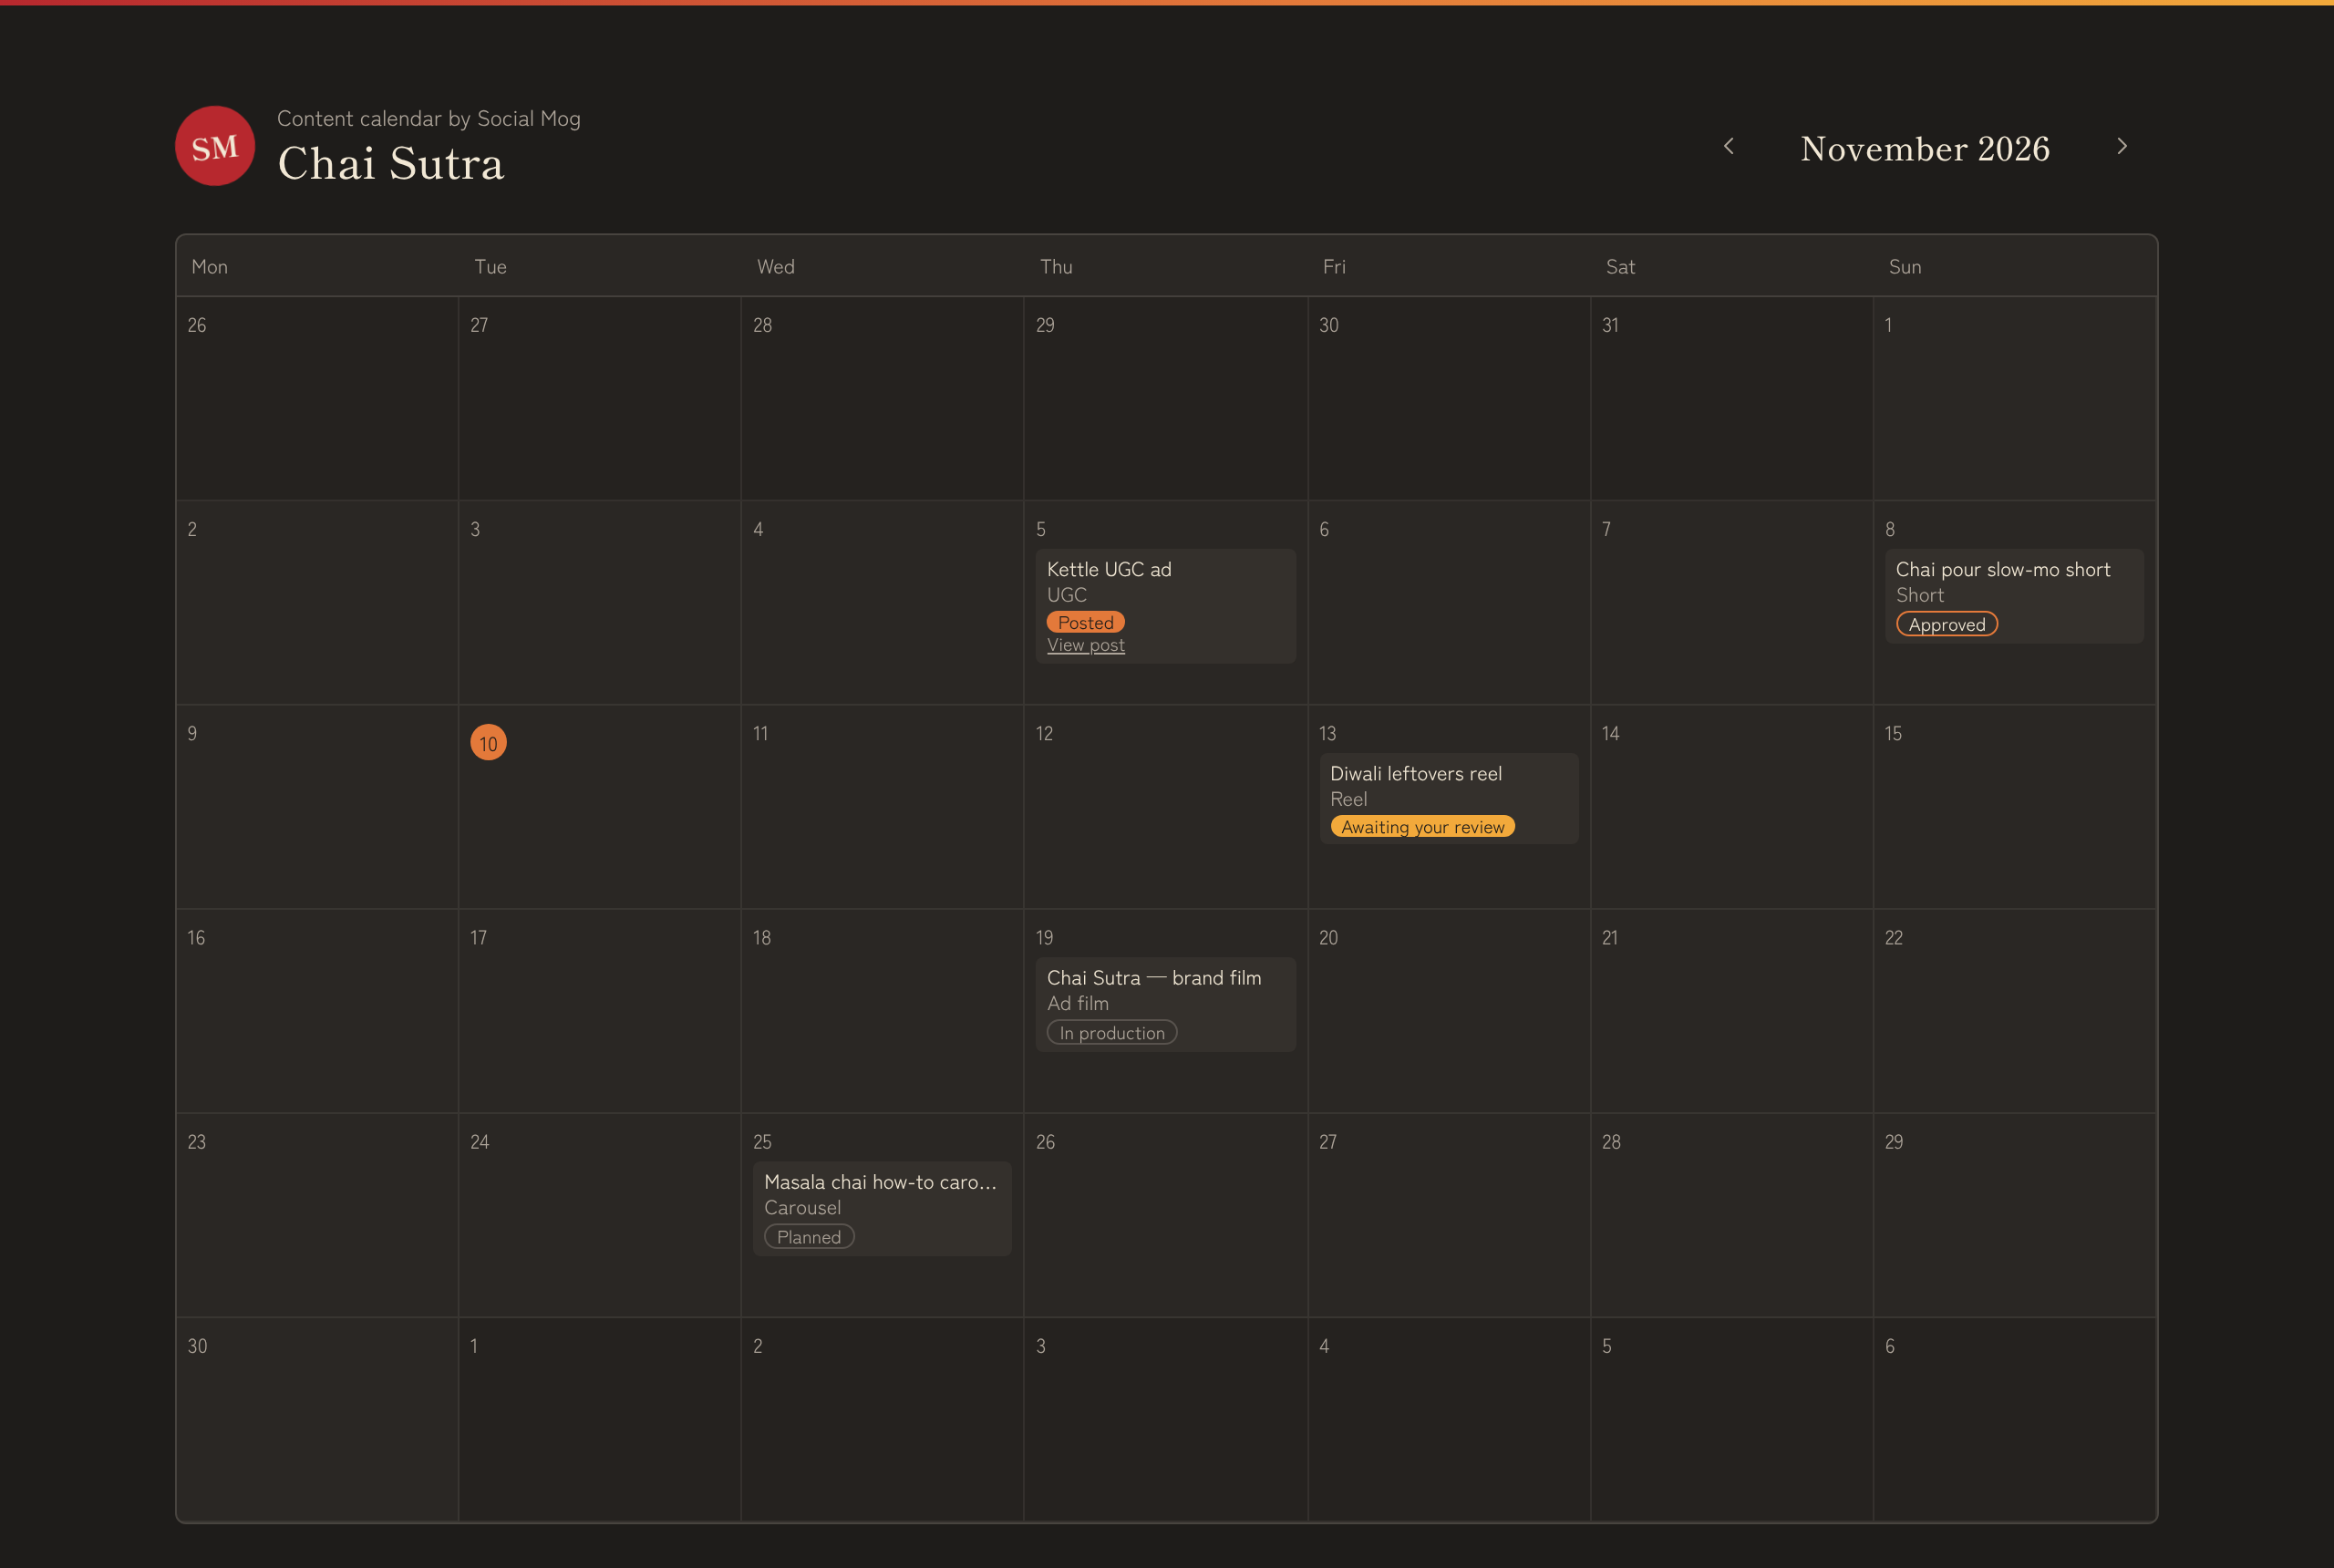 SM
Content calendar by Social Mog
Chai Sutra
November 2026
Mon Tue Wed Thu Fri Sat Sun
26 27 28 29 30 31 1
2 3 4 5 6 7 8
Kettle UGC ad
UGC
Posted
View post
Chai pour slow-mo short
Short
Approved
9 10 11 12 13 14 15
Diwali leftovers reel
Reel
Awaiting your review
16 17 18 19 20 21 22
Chai Sutra — brand film
Ad film
In production
23 24 25 26 27 28 29
Masala chai how-to caro...
Carousel
Planned
30 1 2 3 4 5 6